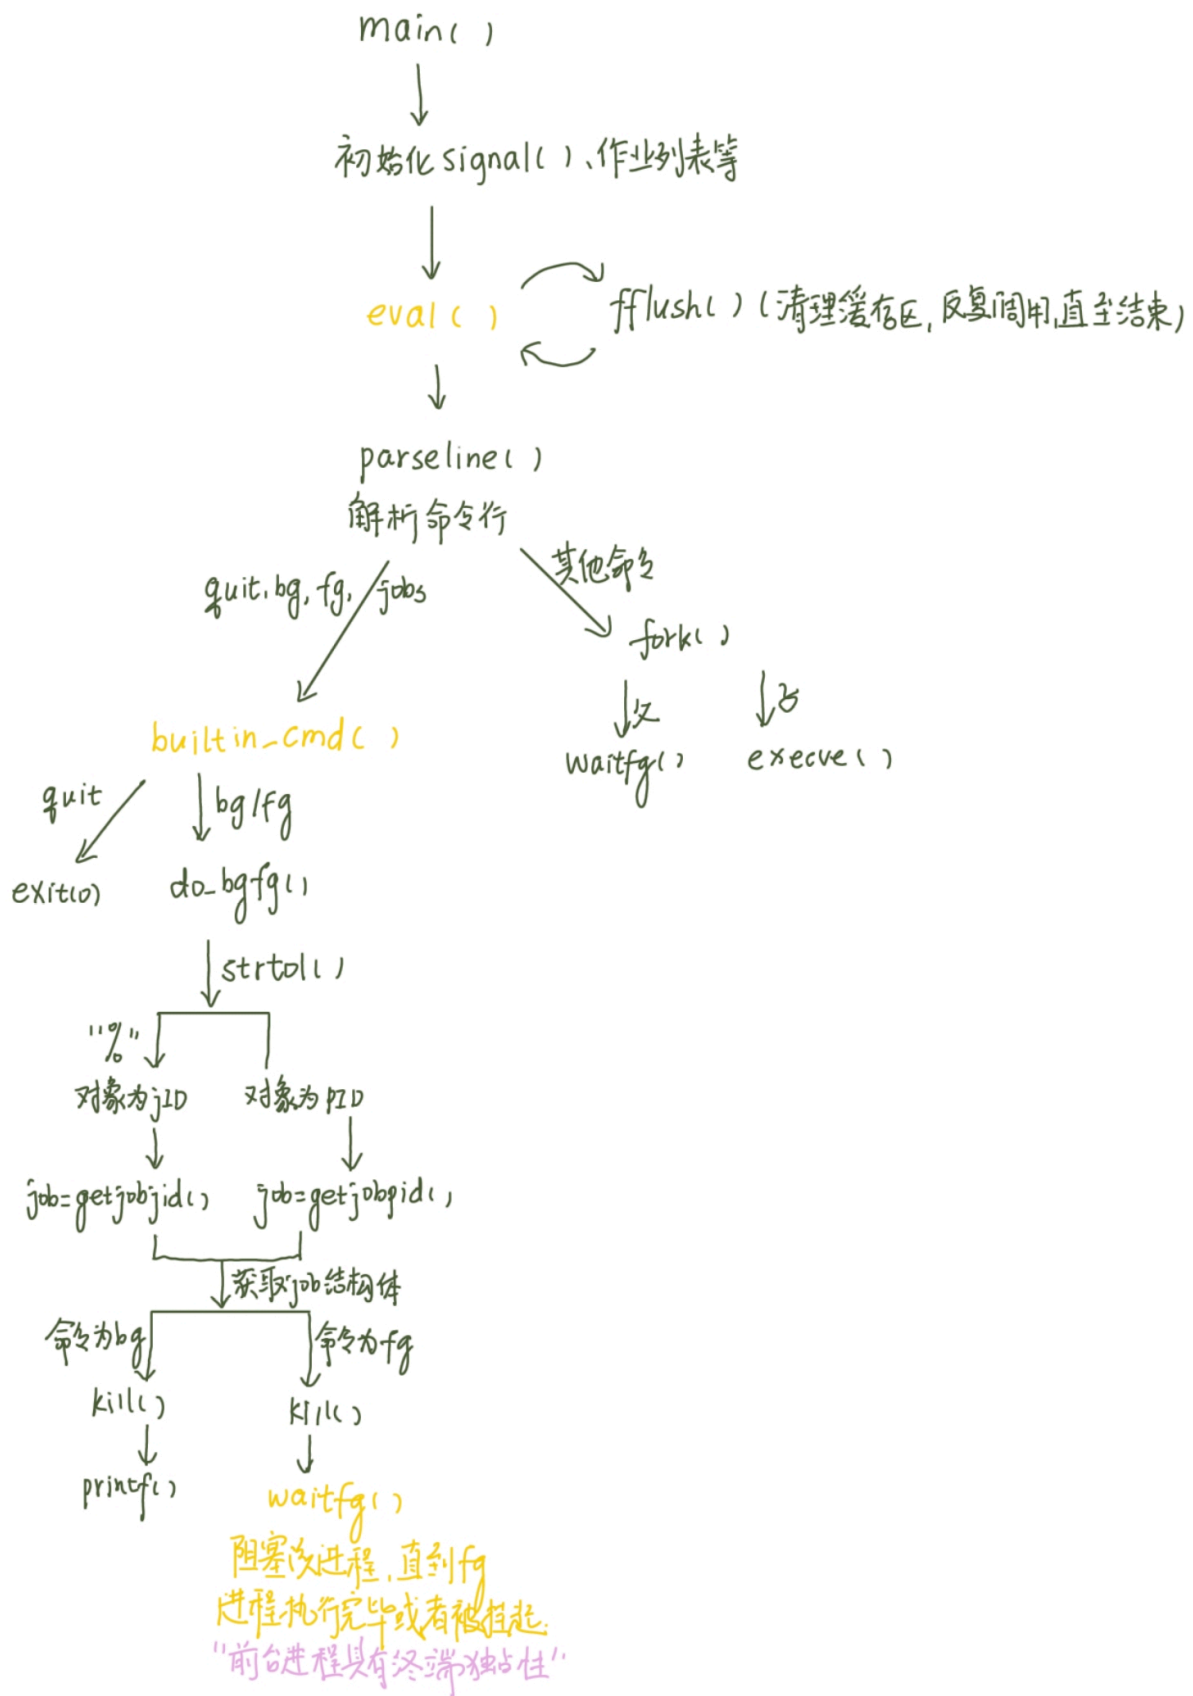 main( )
初始化signal( )、作业列表等
eval( )
fflush( ) (清理缓存区, 反复调用,直至结束)
parseline( )
解析命令行
quit, bg, fg, jobs
其他命令
fork( )
父
子
waitfg( )
execve( )
builtin_cmd( )
quit
bg/fg
exit(0)
do_bgfg( )
strtol( )
"%"
对象为jID
对象为PID
job=getjobjid( )
job=getjobpid( )
获取job结构体
命令为bg
命令为fg
kill( )
kill( )
printf( )
waitfg( )
阻塞该进程,直到fg
进程执行完毕或者被挂起.
"前台进程具有终端独占性"